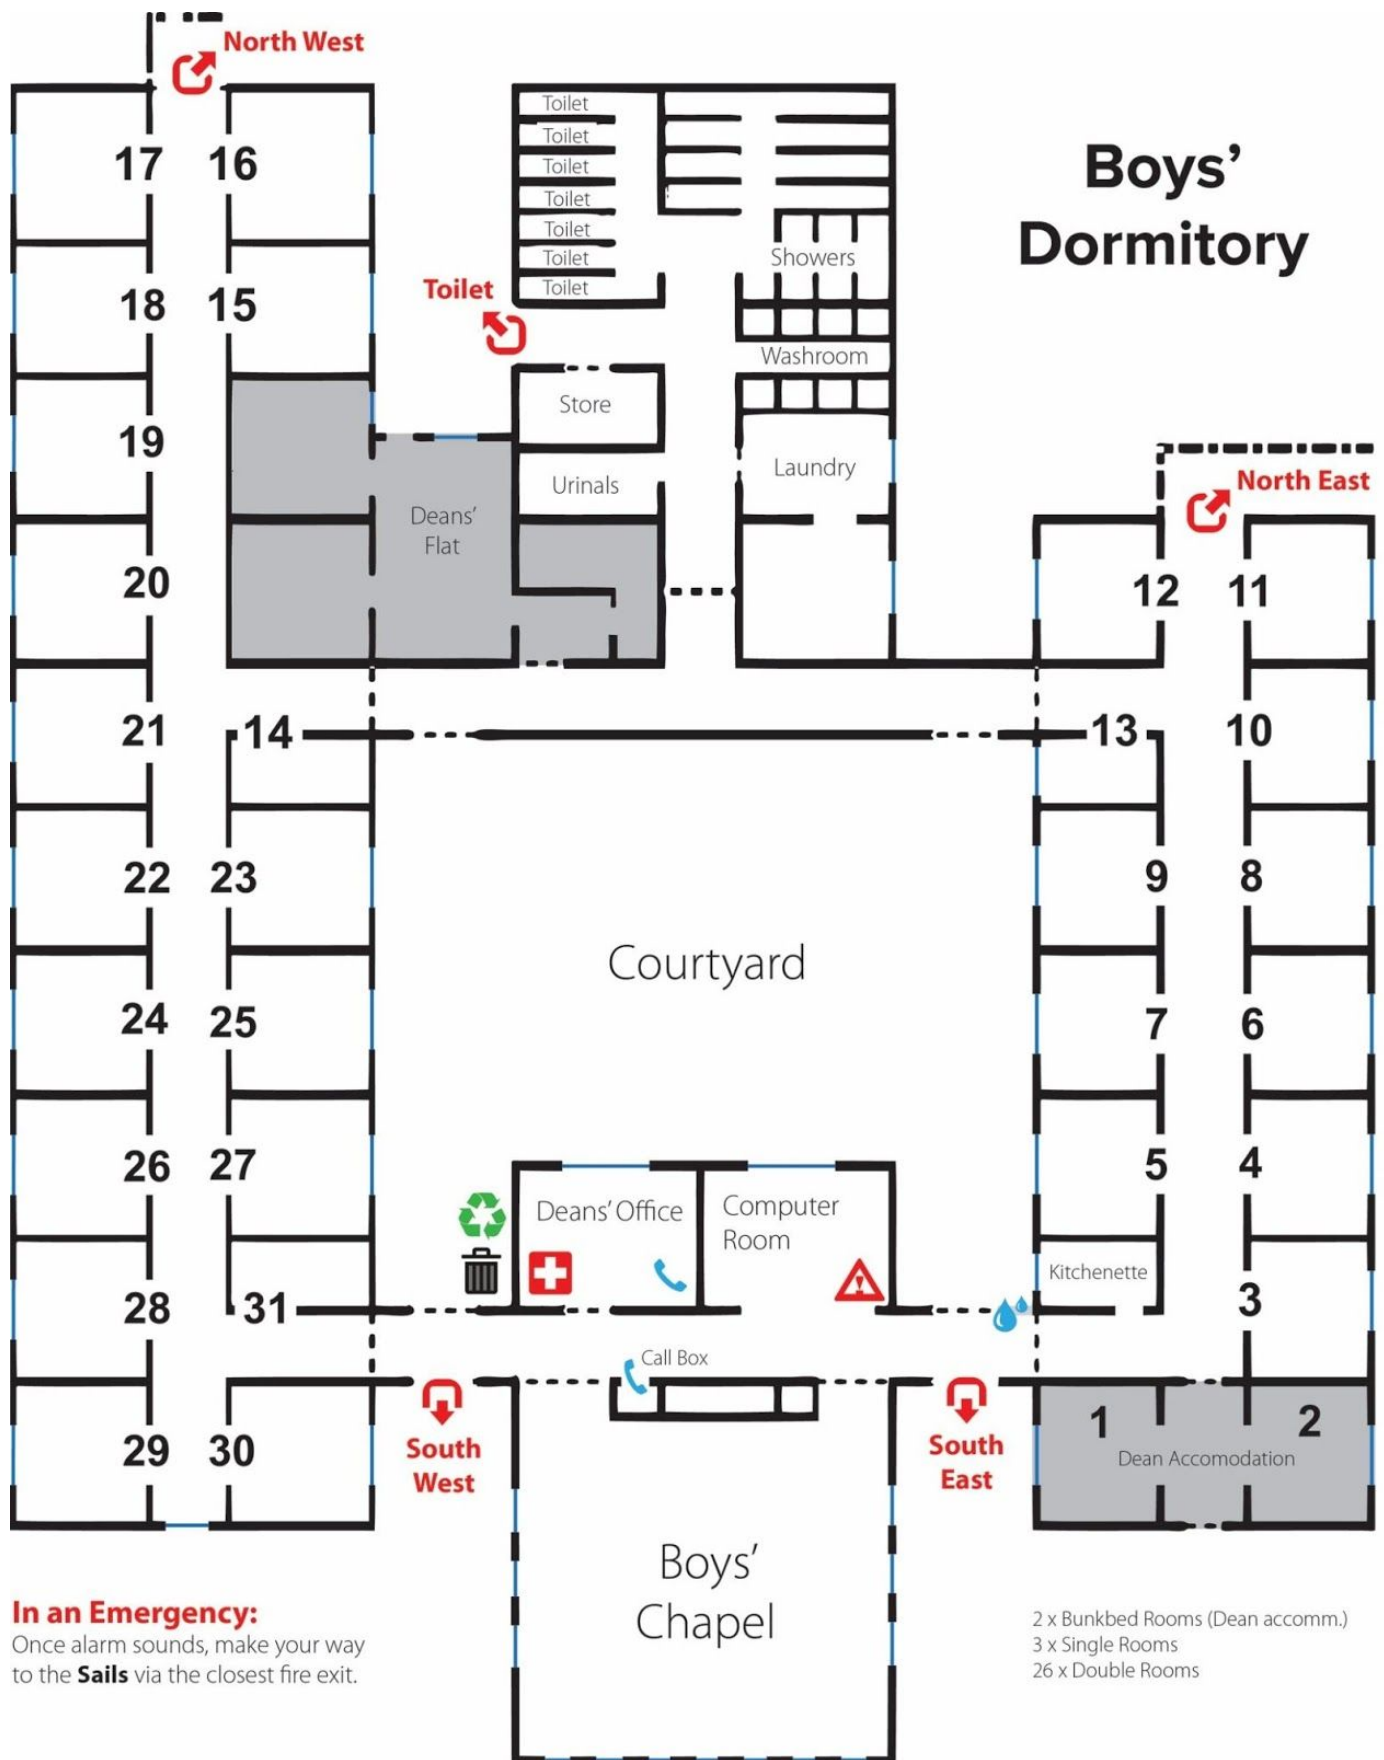 North West
Boys'
Dormitory
17
16
Toilet
Toilet
Toilet
Toilet
Toilet
Toilet
Toilet
Showers
18
15
Toilet
Washroom
Store
19
Laundry
Urinals
North East
Deans'
Flat
20
12
11
21
14
13
10
22
23
9
8
Courtyard
24
25
7
6
26
27
5
4
Deans' Office
Computer
Room
Kitchenette
28
31
3
Call Box
29
30
South
West
South
East
1
2
Dean Accomodation
Boys'
Chapel
In an Emergency:
Once alarm sounds, make your way
to the Sails via the closest fire exit.
2 x Bunkbed Rooms (Dean accomm.)
3 x Single Rooms
26 x Double Rooms